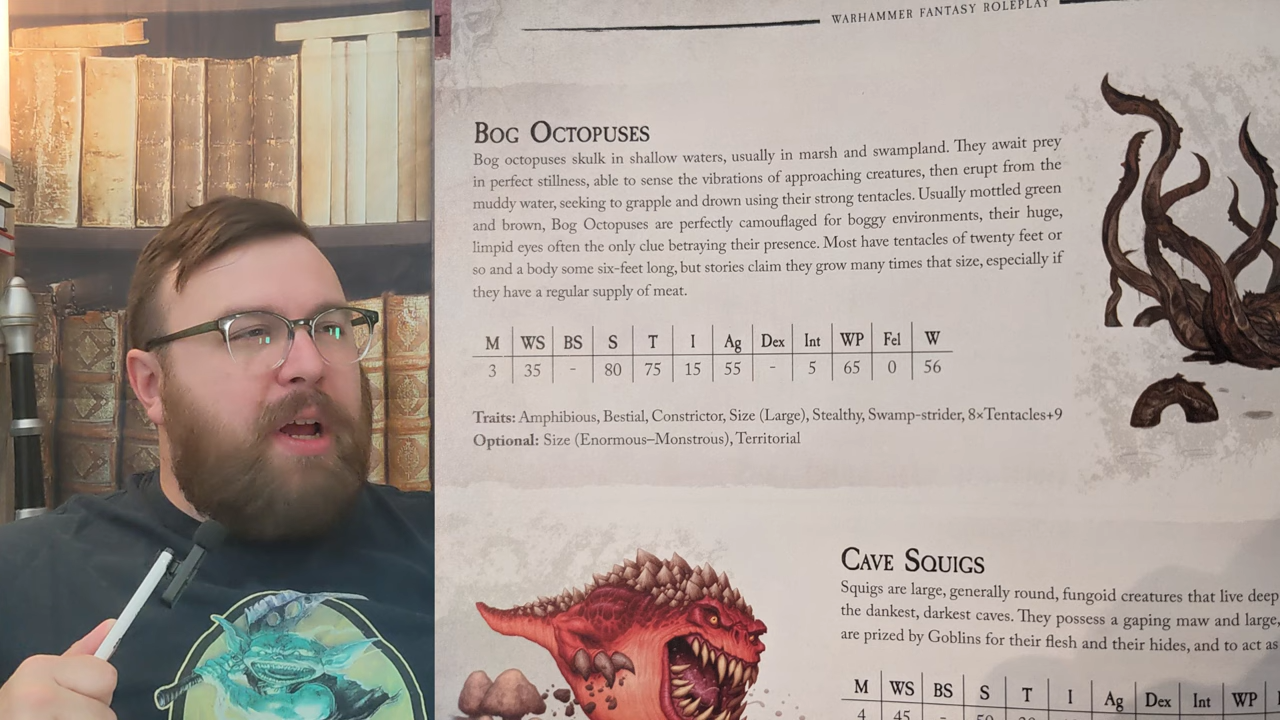 WARHAMMER FANTASY ROLEPLAY
BOG OCTOPUSES
Bog octopuses skulk in shallow waters, usually in marsh and swampland. They await prey
in perfect stillness, able to sense the vibrations of approaching creatures, then erupt from the
muddy water, seeking to grapple and drown using their strong tentacles. Usually mottled green
and brown, Bog Octopuses are perfectly camouflaged for boggy environments, their huge,
limpid eyes often the only clue betraying their presence. Most have tentacles of twenty feet or
so and a body some six-feet long, but stories claim they grow many times that size, especially if
they have a regular supply of meat.
M WS BS S T I Ag Dex Int WP Fel W
3 35 - 80 75 15 55 - 5 65 0 56
Traits: Amphibious, Bestial, Constrictor, Size (Large), Stealthy, Swamp-strider, 8×Tentacles+9
Optional: Size (Enormous–Monstrous), Territorial
CAVE SQUIGS
Squigs are large, generally round, fungoid creatures that live deep
the dankest, darkest caves. They possess a gaping maw and large,
are prized by Goblins for their flesh and their hides, and to act as
M WS BS S T I Ag Dex Int WP
4 45 -